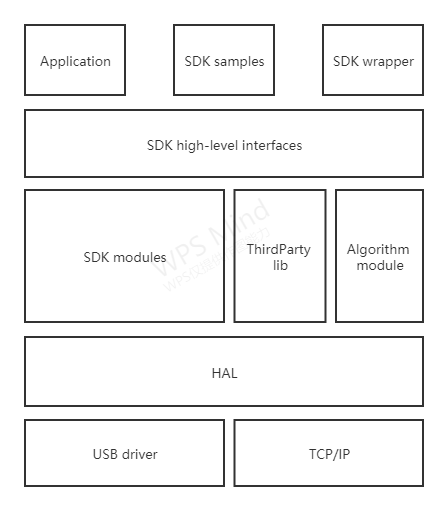 Application
SDK samples
SDK wrapper
SDK high-level interfaces
SDK modules
ThirdParty
lib
Algorithm
module
WPS Mind
HAL
USB driver
TCP/IP